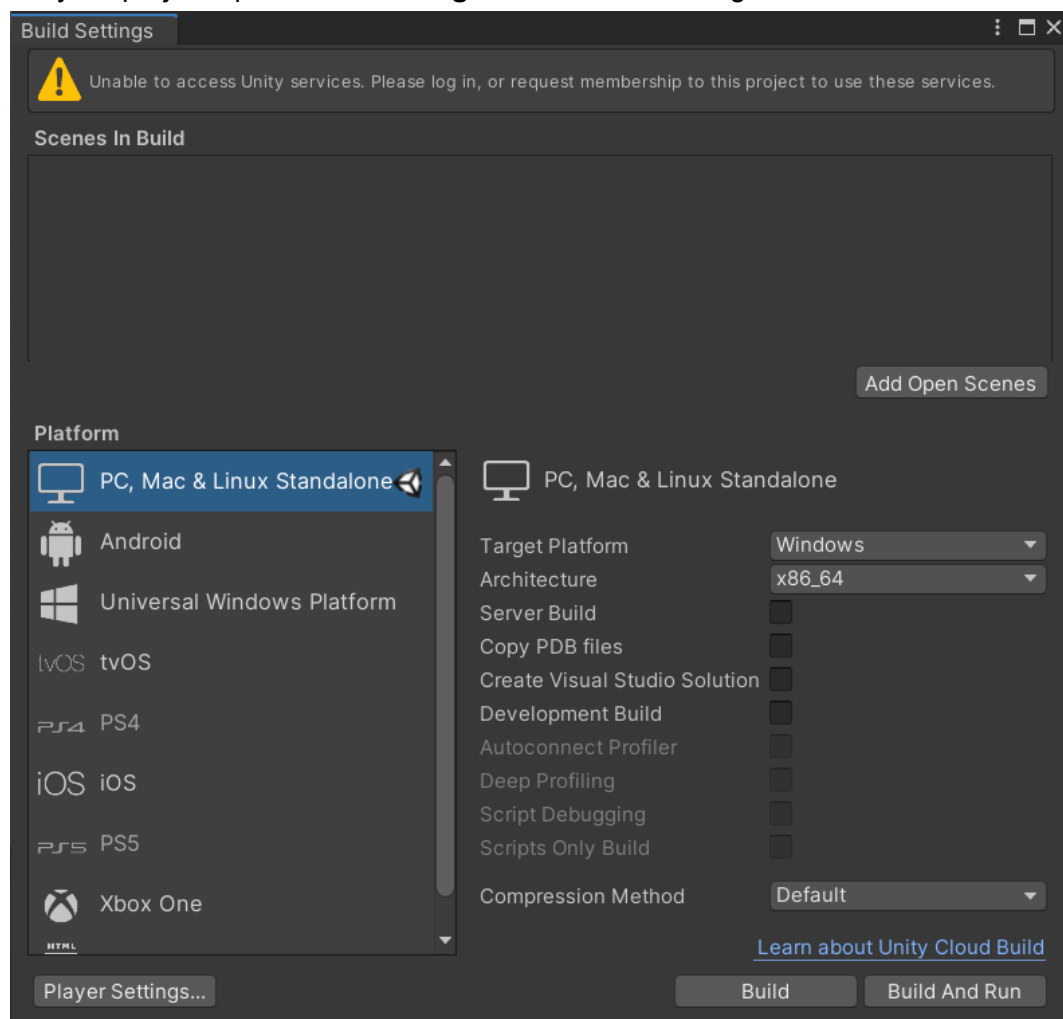 Build Settings
Unable to access Unity services. Please log in, or request membership to this project to use these services.
Scenes In Build
Add Open Scenes
Platform
PC, Mac & Linux Standalone
Android
Universal Windows Platform
tvOS tvOS
PS4 PS4
iOS iOS
PS5 PS5
Xbox One
HTML
PC, Mac & Linux Standalone
Target Platform Windows
Architecture x86_64
Server Build
Copy PDB files
Create Visual Studio Solution
Development Build
Autoconnect Profiler
Deep Profiling
Script Debugging
Scripts Only Build
Compression Method Default
Learn about Unity Cloud Build
Player Settings... Build Build And Run